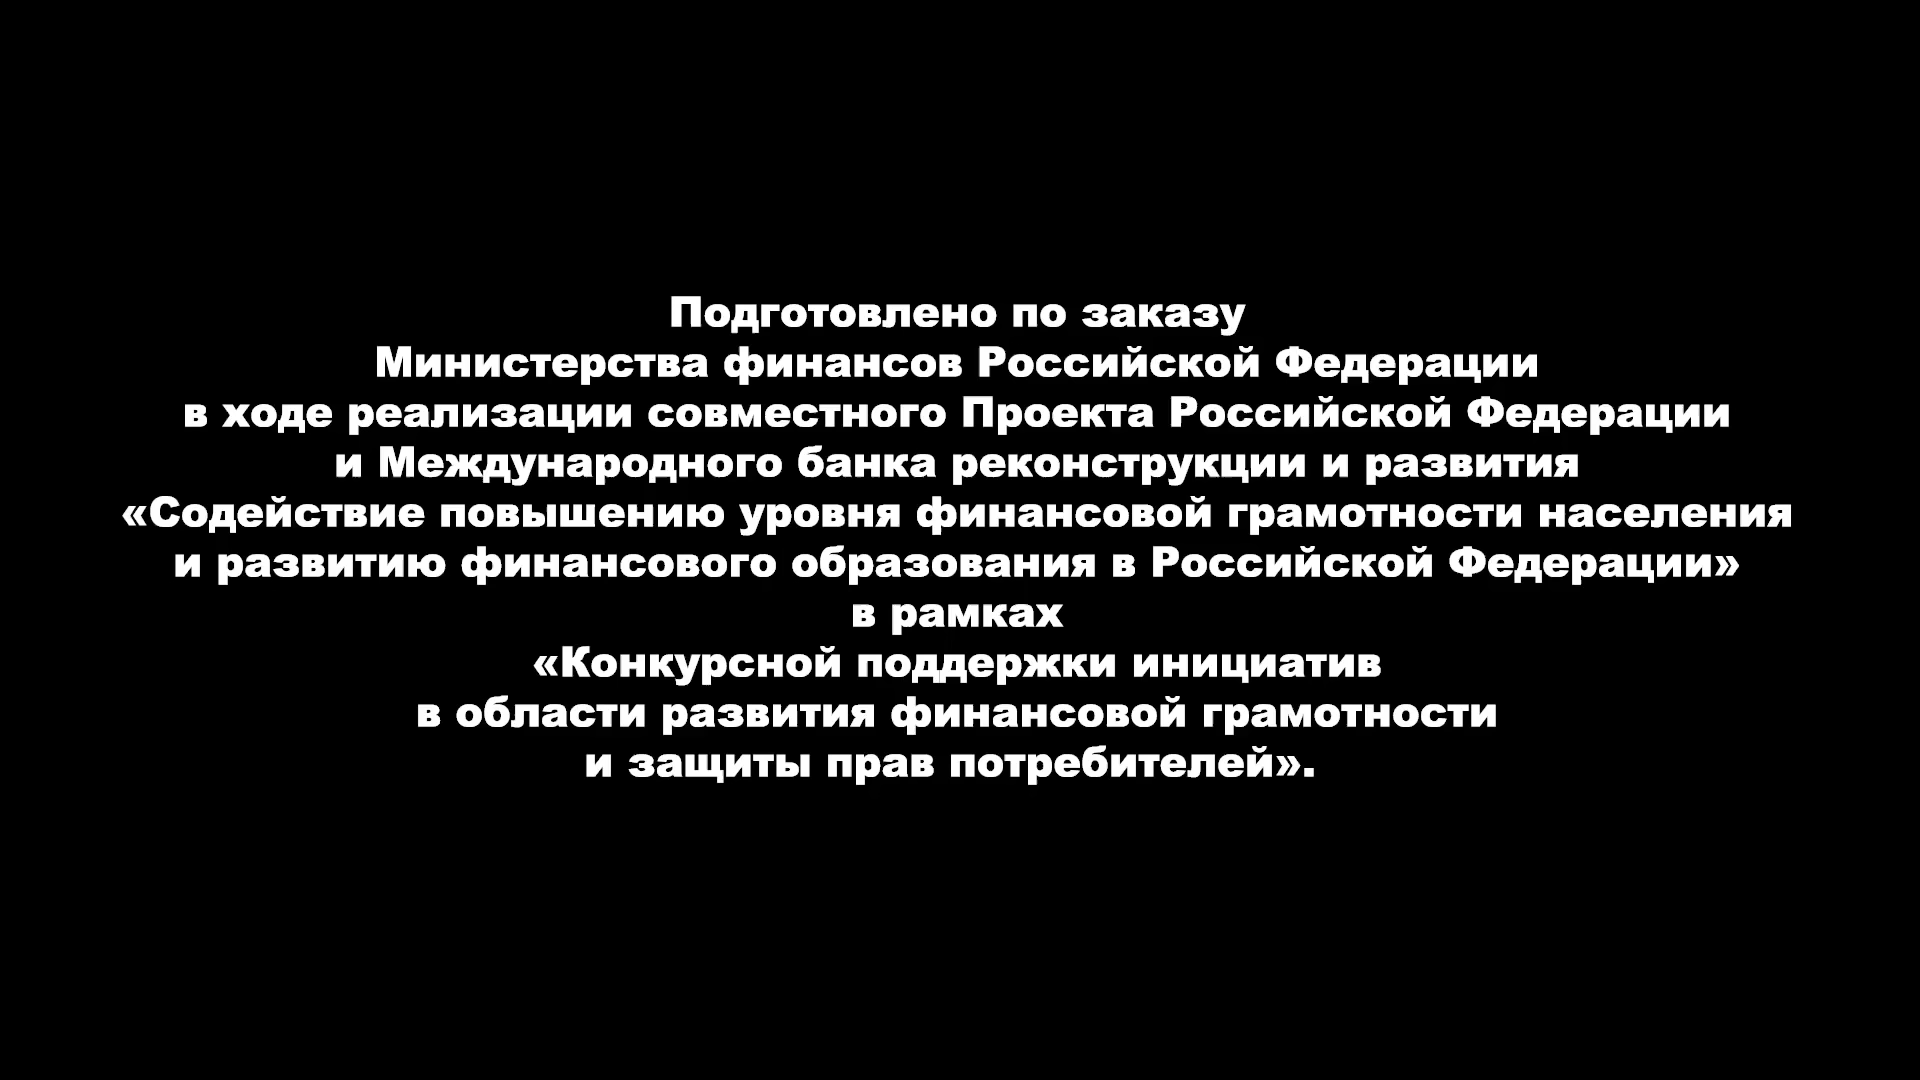 Подготовлено по заказу
Министерства финансов Российской Федерации
в ходе реализации совместного Проекта Российской Федерации
и Международного банка реконструкции и развития
«Содействие повышению уровня финансовой грамотности населения
и развитию финансового образования в Российской Федерации»
в рамках
«Конкурсной поддержки инициатив
в области развития финансовой грамотности
и защиты прав потребителей».